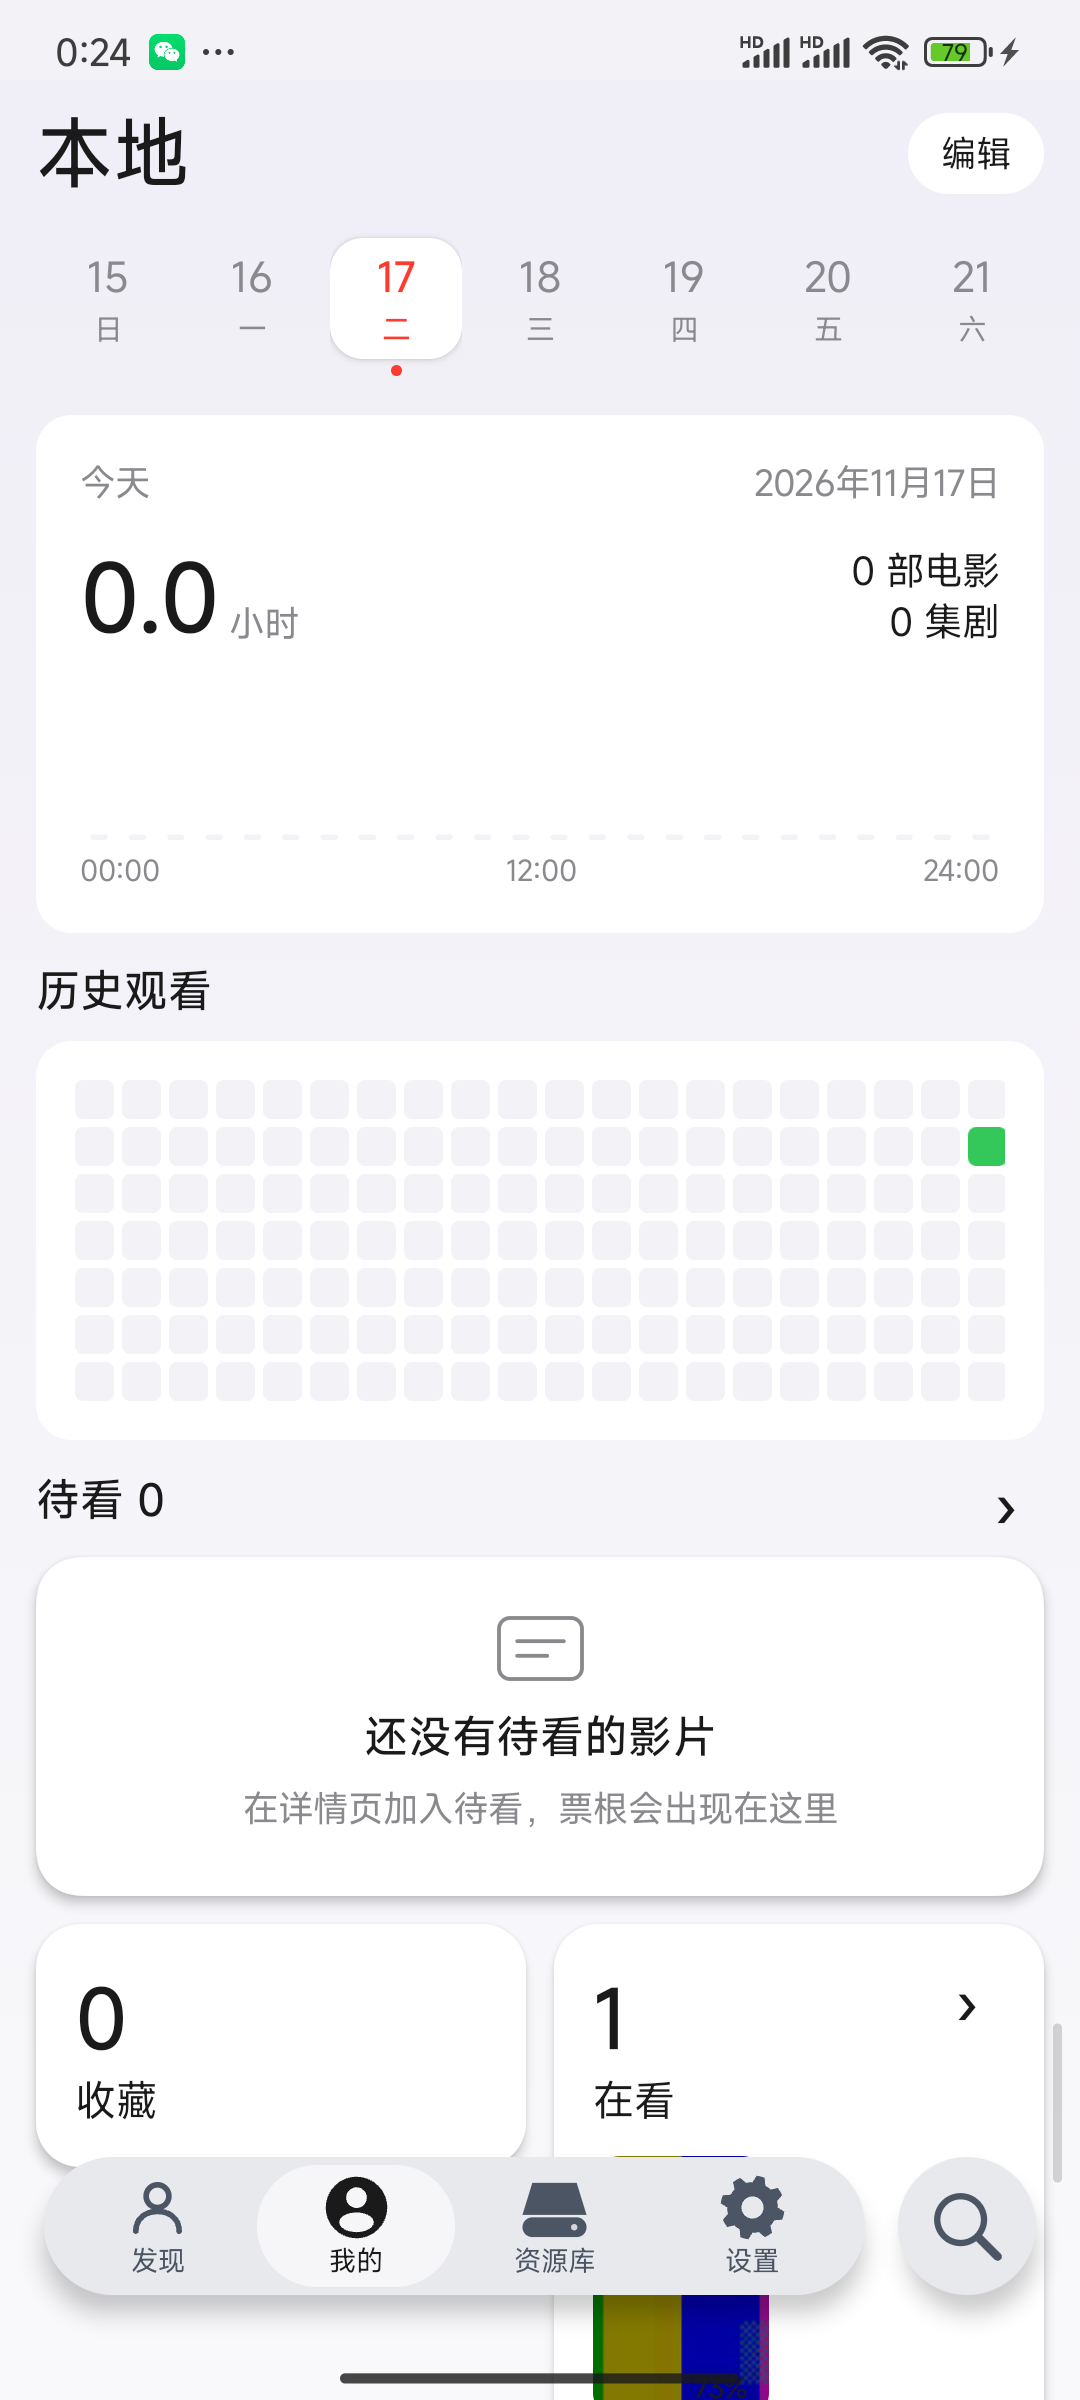 0:24
HD HD 79
本地
编辑
15 16 17 18 19 20 21
日 一 二 三 四 五 六
今天 2026年11月17日
0.0 小时
0 部电影
0 集剧
00:00 12:00 24:00
历史观看
待看 0
还没有待看的影片
在详情页加入待看，票根会出现在这里
0 1
收藏 在看
发现 我的 资源库 设置